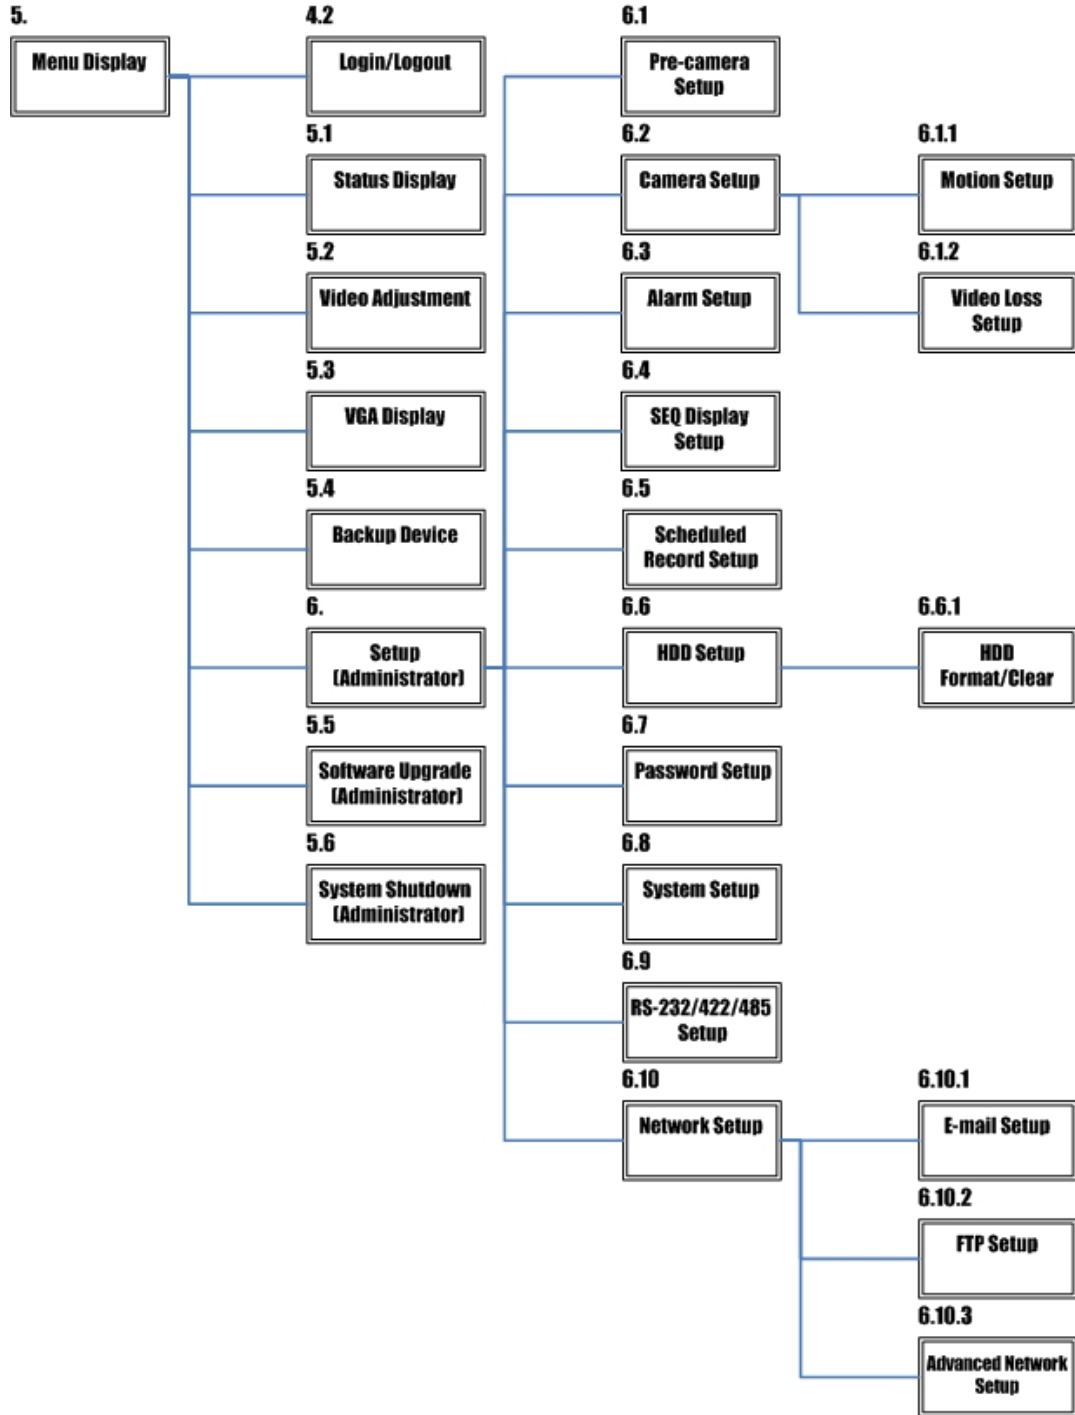 5.
Menu Display
4.2
Login/Logout
5.1
Status Display
5.2
Video Adjustment
5.3
VGA Display
5.4
Backup Device
6.
Setup
(Administrator)
5.5
Software Upgrade
(Administrator)
5.6
System Shutdown
(Administrator)
6.1
Pre-camera
Setup
6.2
Camera Setup
6.3
Alarm Setup
6.4
SEQ Display
Setup
6.5
Scheduled
Record Setup
6.6
HDD Setup
6.7
Password Setup
6.8
System Setup
6.9
RS-232/422/485
Setup
6.10
Network Setup
6.1.1
Motion Setup
6.1.2
Video Loss
Setup
6.6.1
HDD
Format/Clear
6.10.1
E-mail Setup
6.10.2
FTP Setup
6.10.3
Advanced Network
Setup